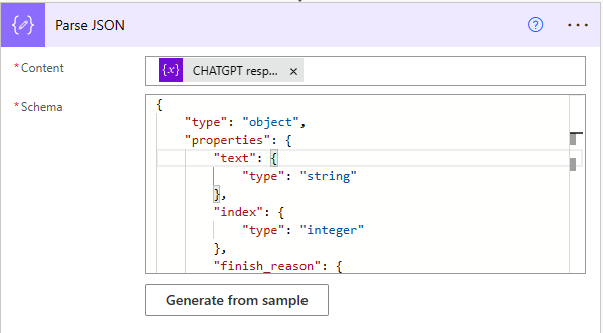 Parse JSON
* Content
CHATGPT resp... ×
* Schema
{
"type": "object",
"properties": {
"text": {
"type": "string"
},
"index": {
"type": "integer"
},
"finish_reason": {
Generate from sample